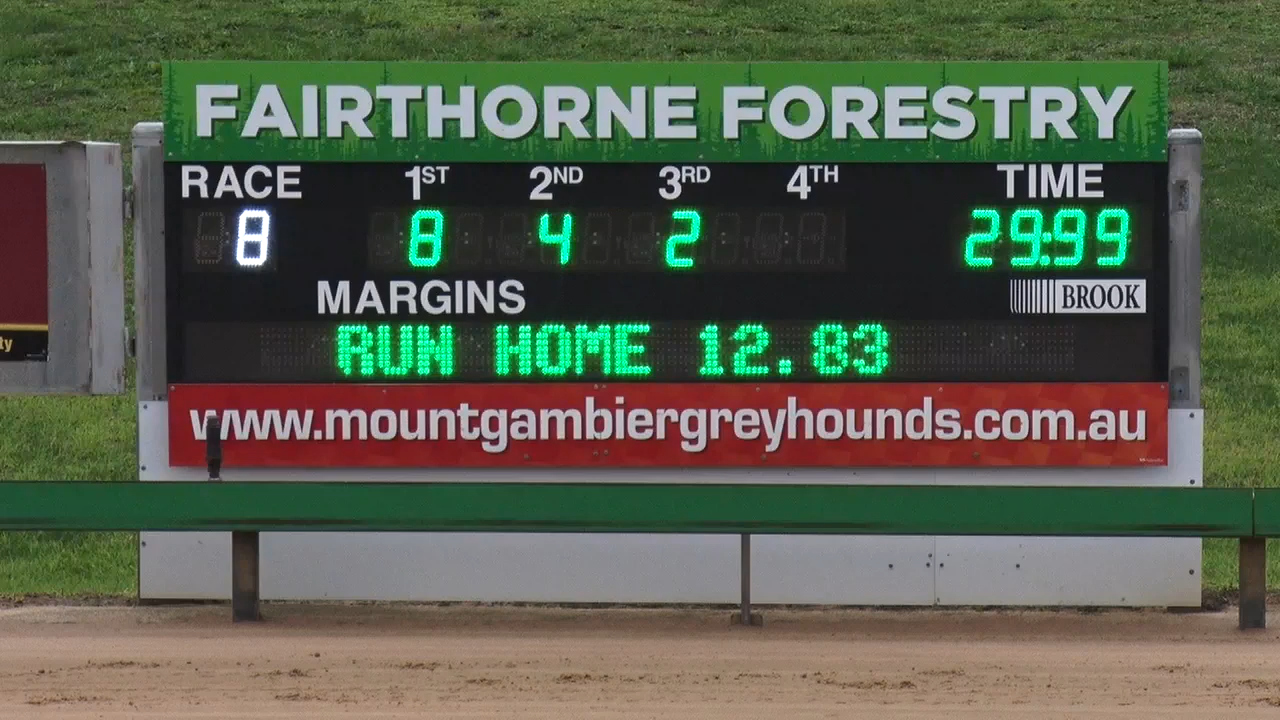 FAIRTHORNE FORESTRY
RACE 1ST 2ND 3RD 4TH TIME
8 8 4 2 29:99
MARGINS BROOK
RUN HOME 12.83
www.mountgambiergreyhounds.com.au
ty